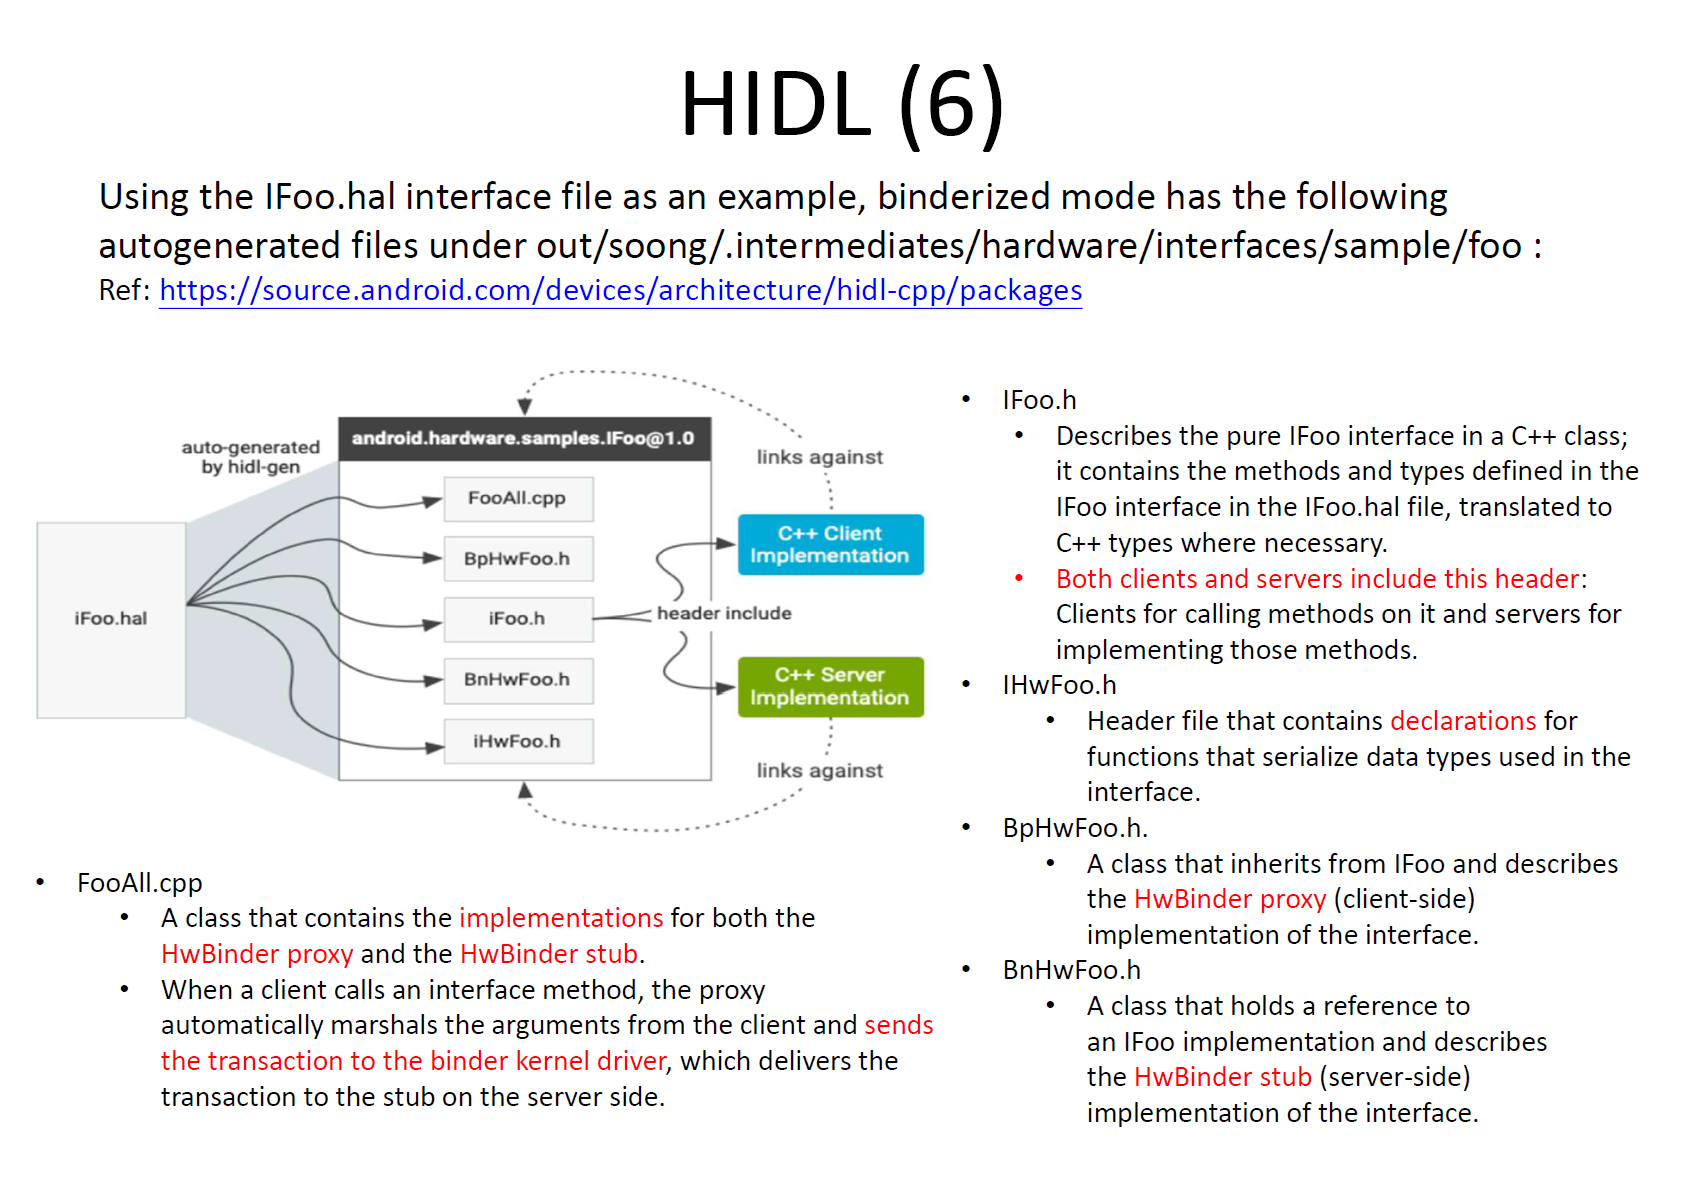 HIDL (6)
Using the IFoo.hal interface file as an example, binderized mode has the following
autogenerated files under out/soong/.intermediates/hardware/interfaces/sample/foo :
Ref: https://source.android.com/devices/architecture/hidl-cpp/packages
auto-generated
by hidl-gen
iFoo.hal
android.hardware.samples.IFoo@1.0
FooAll.cpp
BpHwFoo.h
iFoo.h
BnHwFoo.h
iHwFoo.h
header include
links against
C++ Client
Implementation
C++ Server
Implementation
links against
• FooAll.cpp
• A class that contains the implementations for both the
HwBinder proxy and the HwBinder stub.
• When a client calls an interface method, the proxy
automatically marshals the arguments from the client and sends
the transaction to the binder kernel driver, which delivers the
transaction to the stub on the server side.
• IFoo.h
• Describes the pure IFoo interface in a C++ class;
it contains the methods and types defined in the
IFoo interface in the IFoo.hal file, translated to
C++ types where necessary.
• Both clients and servers include this header:
Clients for calling methods on it and servers for
implementing those methods.
• IHwFoo.h
• Header file that contains declarations for
functions that serialize data types used in the
interface.
• BpHwFoo.h.
• A class that inherits from IFoo and describes
the HwBinder proxy (client-side)
implementation of the interface.
• BnHwFoo.h
• A class that holds a reference to
an IFoo implementation and describes
the HwBinder stub (server-side)
implementation of the interface.